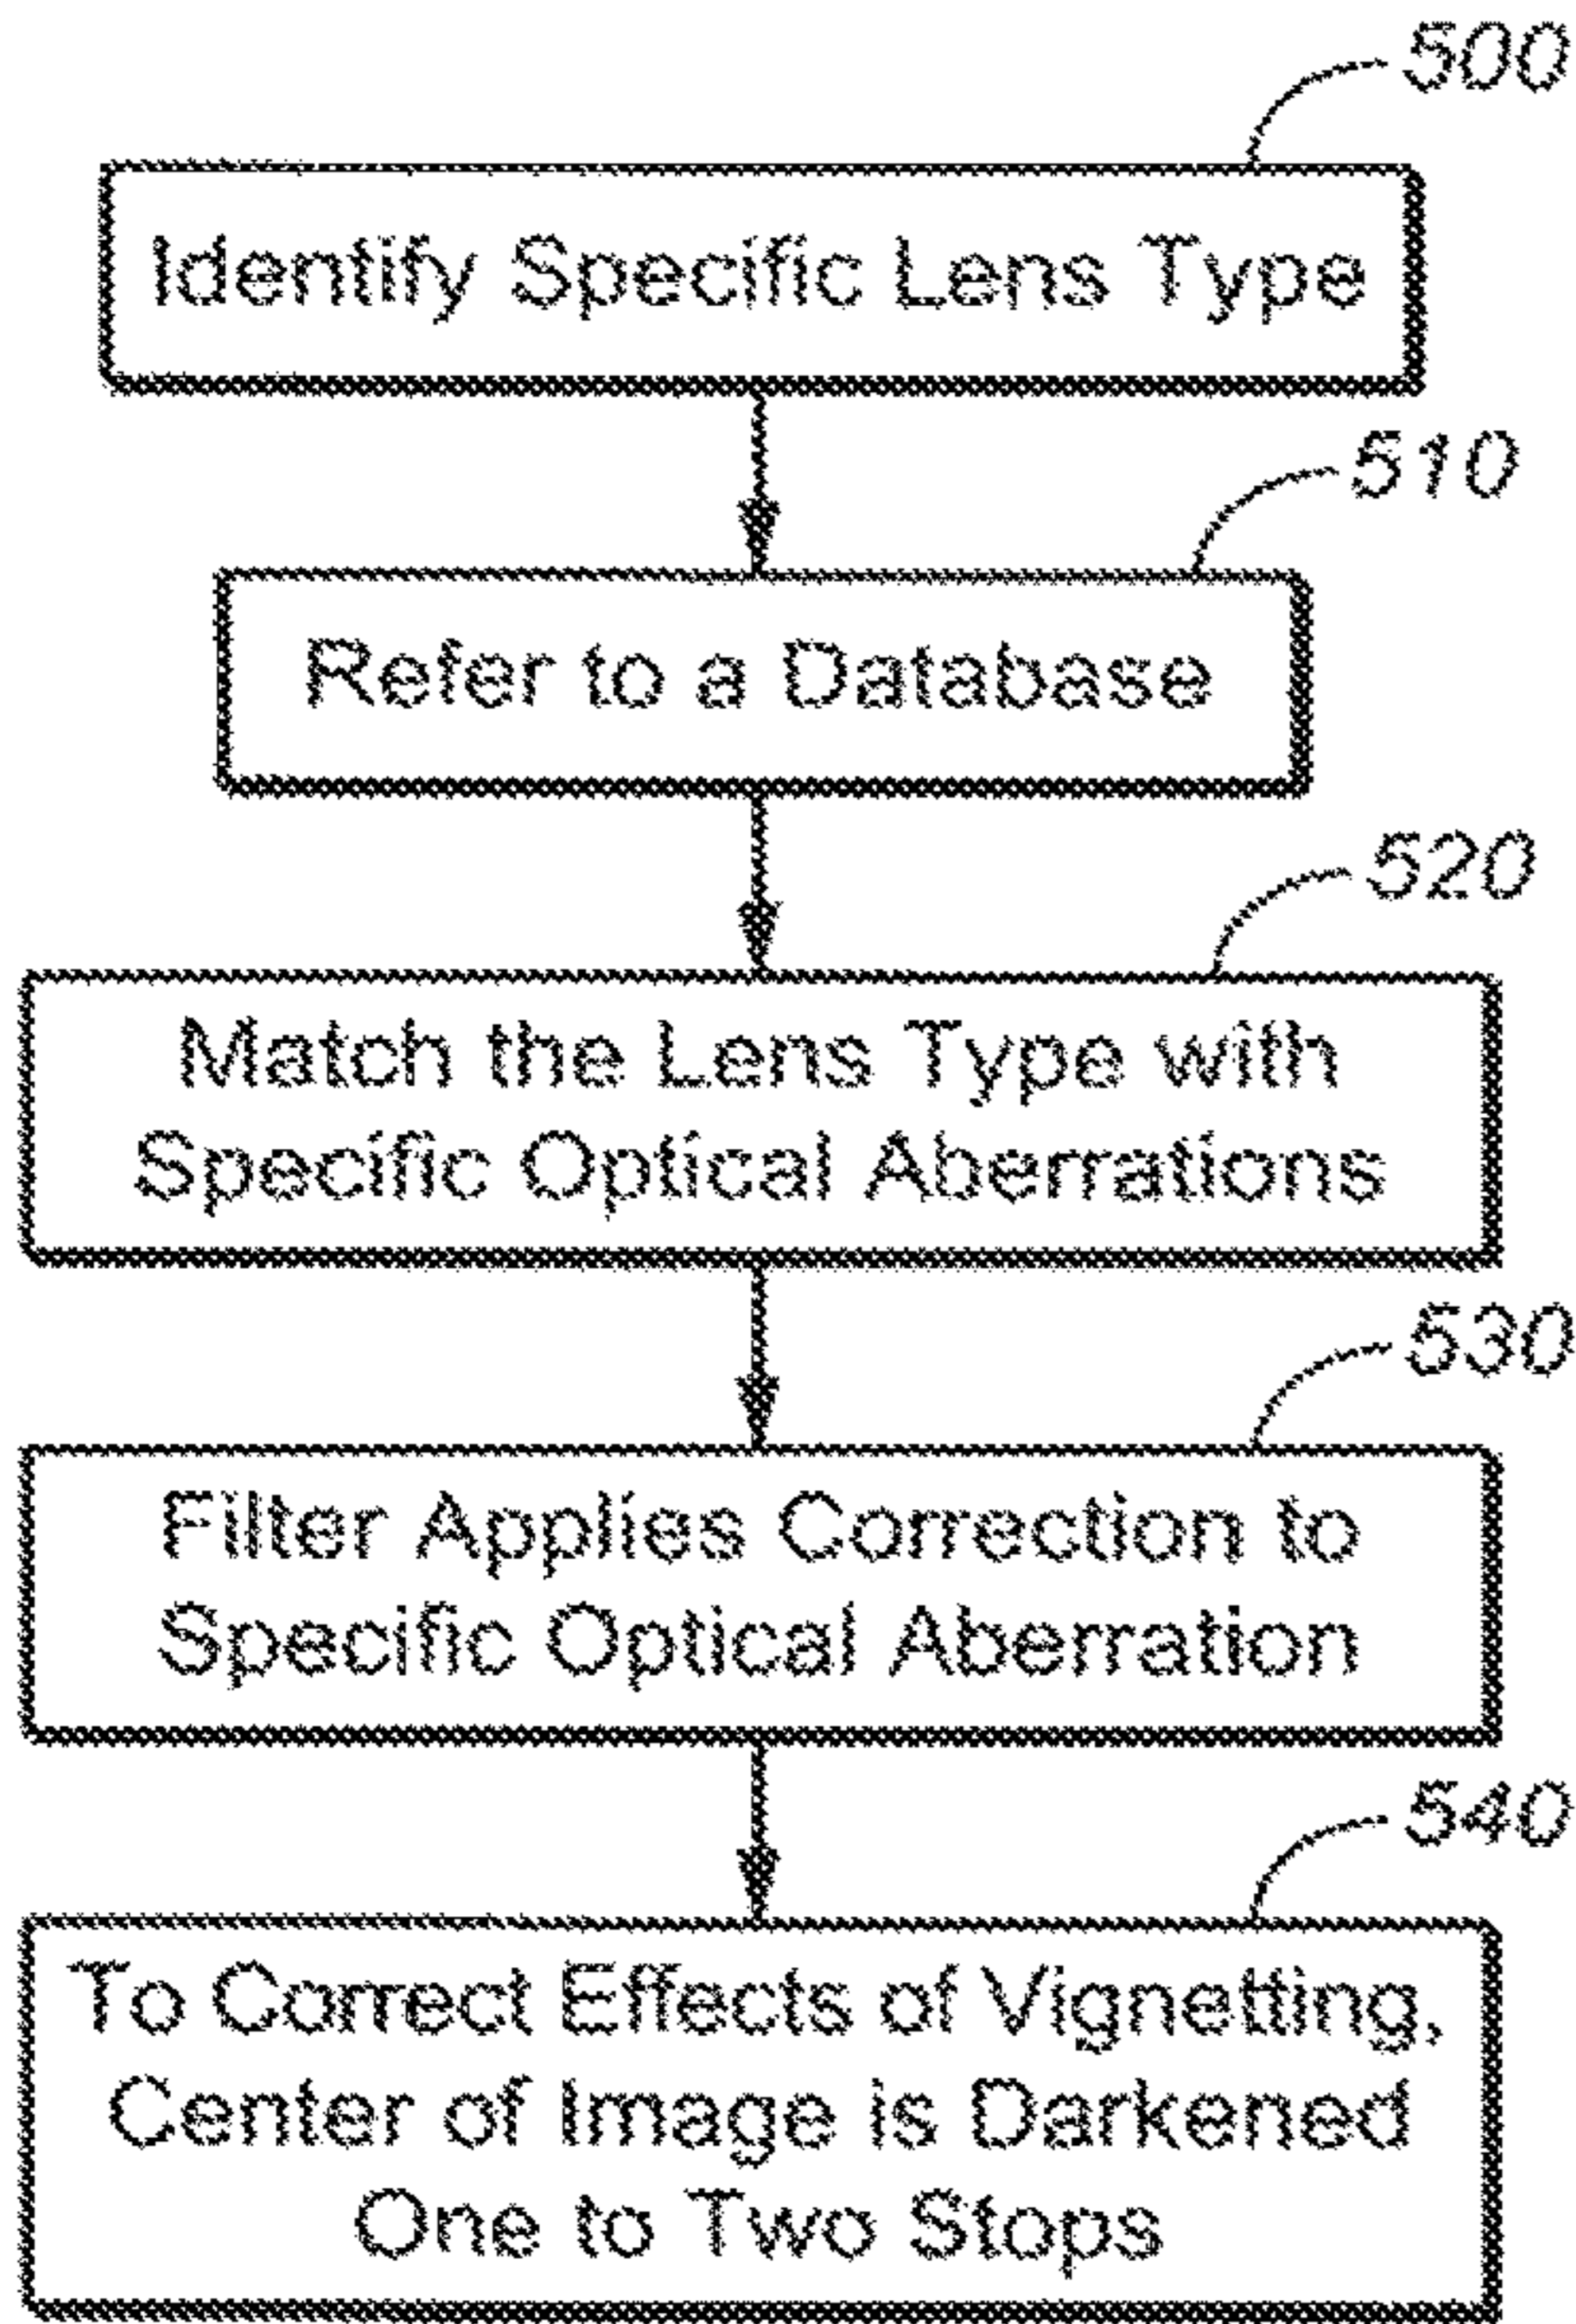 500
Identify Specific Lens Type
510
Refer to a Database
520
Match the Lens Type with
Specific Optical Aberrations
530
Filter Applies Correction to
Specific Optical Aberration
540
To Correct Effects of Vignetting,
Center of Image is Darkened
One to Two Stops